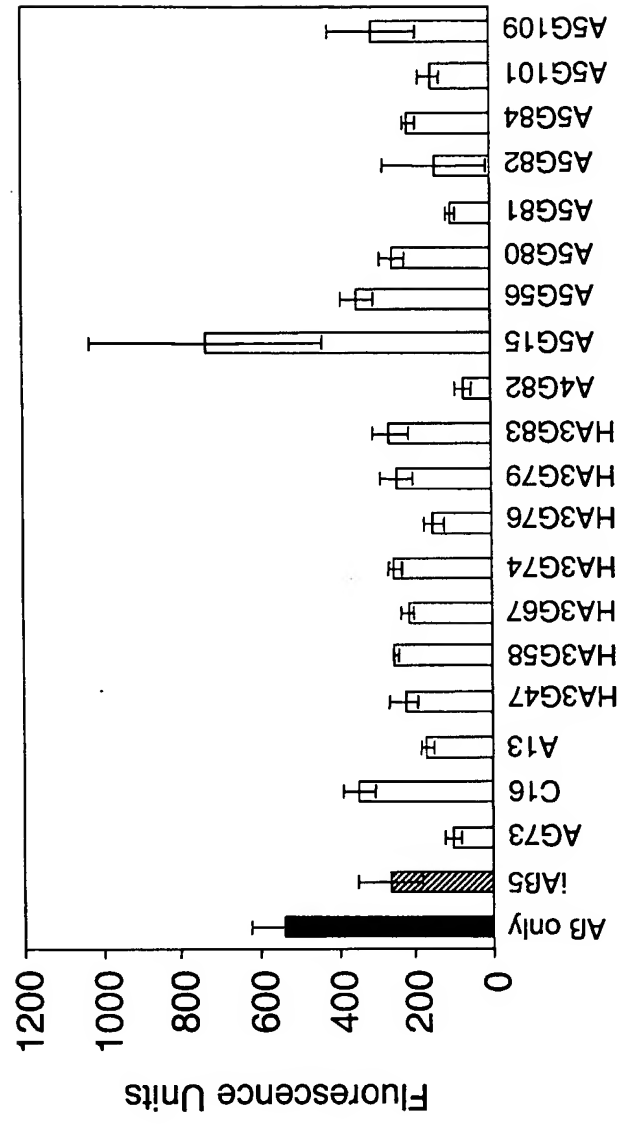 Fluorescence Units
1200
1000
800
600
400
200
0
Aβ only
iAβ5
AG73
C16
A13
HA3G47
HA3G58
HA3G67
HA3G74
HA3G76
HA3G79
HA3G83
A4G82
A5G15
A5G56
A5G80
A5G81
A5G82
A5G84
A5G101
A5G109